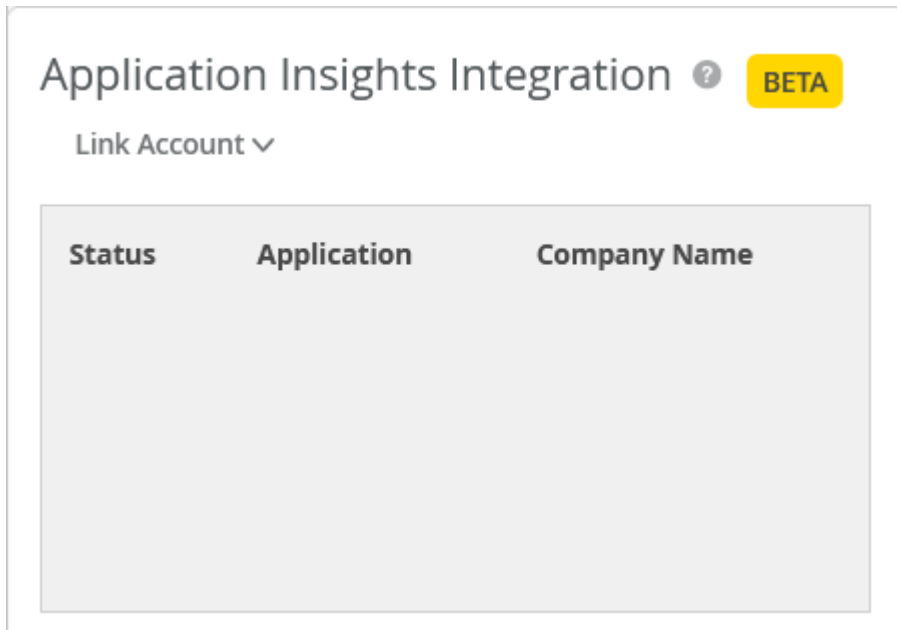 Application Insights Integration ? BETA
Link Account
Status Application Company Name